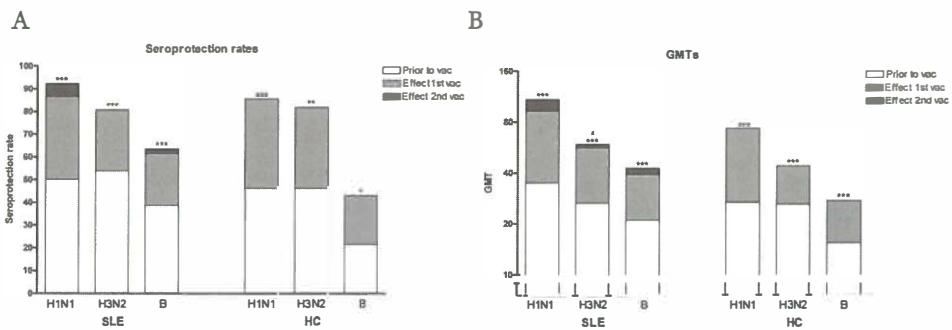 A
Seroprotection rates
Prior to vac
Effect 1st vac
Effect 2nd vac
Seroprotection rate
100
90
80
70
60
50
40
30
20
10
0
***
***
***
***
**
*
H1N1
H3N2
B
H1N1
H3N2
B
SLE
HC
B
GMTs
Prior to vac
Effect 1st vac
Effect 2nd vac
GMT
160
80
40
20
10
***
***
***
***
***
***
H1N1
H3N2
B
H1N1
H3N2
B
SLE
HC